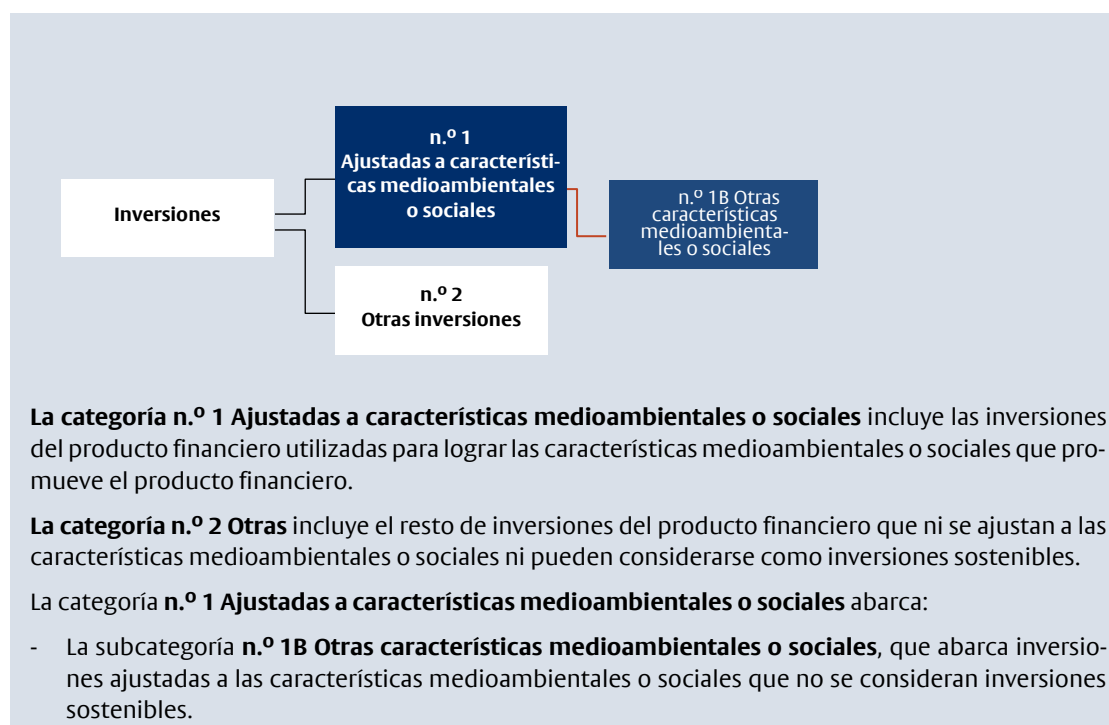 n.º 1
Ajustadas a característi-
cas medioambientales
o sociales
Inversiones
n.º 1B Otras
características
medioambienta-
les o sociales
n.º 2
Otras inversiones
La categoría n.º 1 Ajustadas a características medioambientales o sociales incluye las inversiones
del producto financiero utilizadas para lograr las características medioambientales o sociales que pro-
mueve el producto financiero.
La categoría n.º 2 Otras incluye el resto de inversiones del producto financiero que ni se ajustan a las
características medioambientales o sociales ni pueden considerarse como inversiones sostenibles.
La categoría n.º 1 Ajustadas a características medioambientales o sociales abarca:
- La subcategoría n.º 1B Otras características medioambientales o sociales, que abarca inversio-
nes ajustadas a las características medioambientales o sociales que no se consideran inversiones
sostenibles.